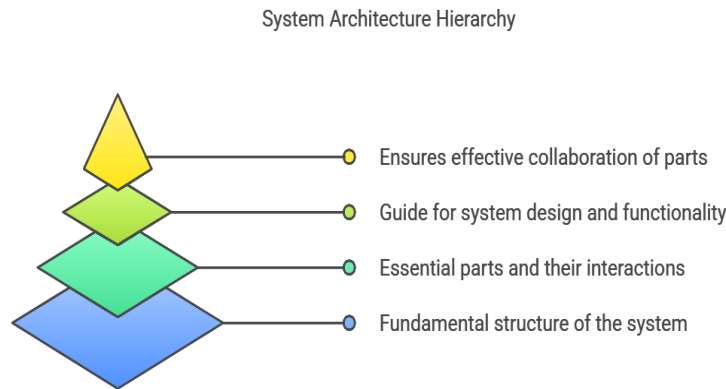 System Architecture Hierarchy
Ensures effective collaboration of parts
Guide for system design and functionality
Essential parts and their interactions
Fundamental structure of the system